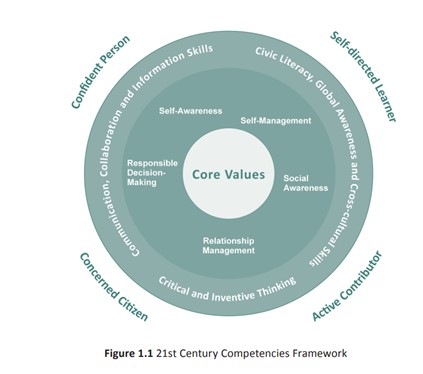 Confident Person
Self-directed Learner
Communication, Collaboration and Information Skills
Civic Literacy, Global Awareness and Cross-cultural Skills
Self-Awareness
Self-Management
Responsible
Decision-
Making
Core Values
Social
Awareness
Relationship
Management
Critical and Inventive Thinking
Concerned Citizen
Active Contributor
Figure 1.1 21st Century Competencies Framework